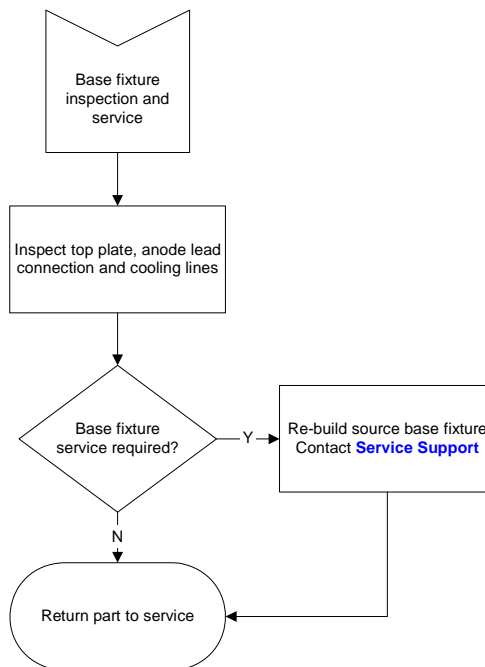 Base fixture
inspection and
service
Inspect top plate, anode lead
connection and cooling lines
Base fixture
service required?
Y
Re-build source base fixture
Contact Service Support
N
Return part to service